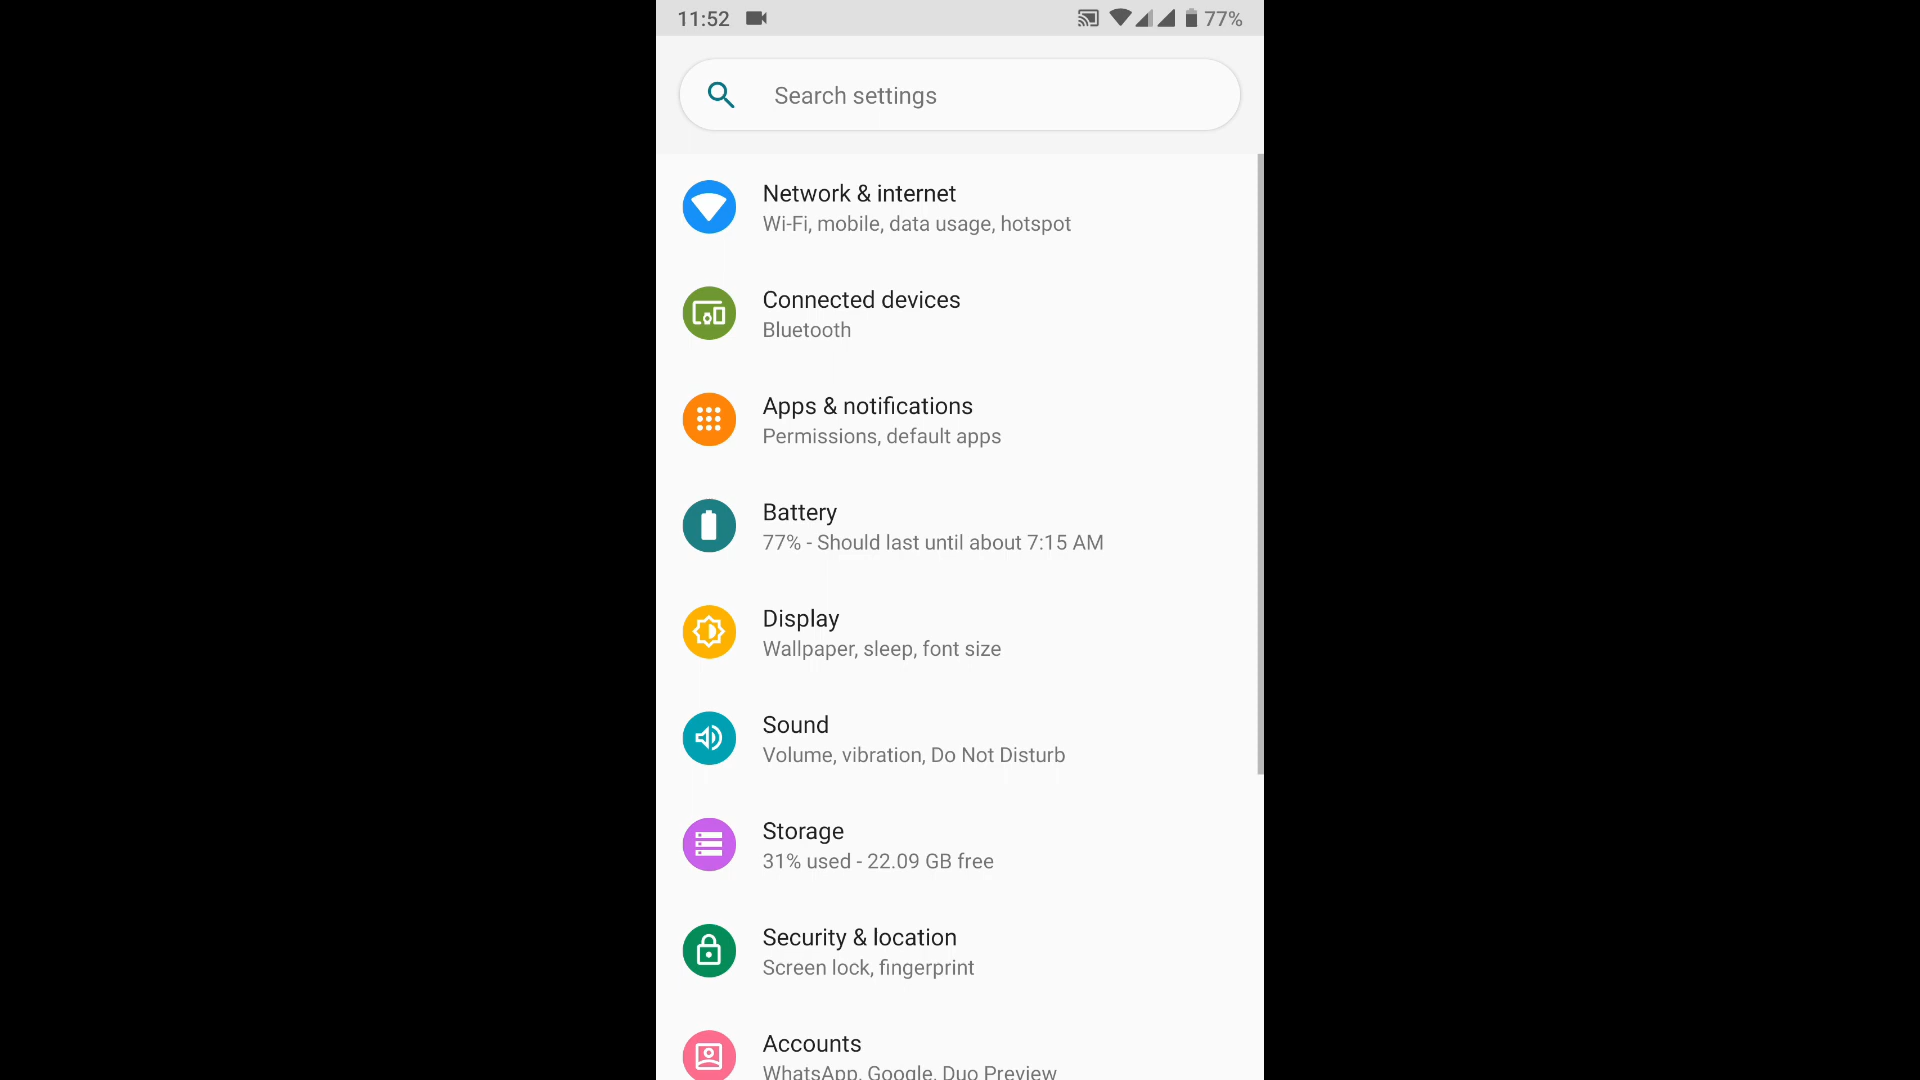 11:52
77%
Search settings
Network & internet
Wi-Fi, mobile, data usage, hotspot
Connected devices
Bluetooth
Apps & notifications
Permissions, default apps
Battery
77% - Should last until about 7:15 AM
Display
Wallpaper, sleep, font size
Sound
Volume, vibration, Do Not Disturb
Storage
31% used - 22.09 GB free
Security & location
Screen lock, fingerprint
Accounts
WhatsApp, Google, Duo Preview